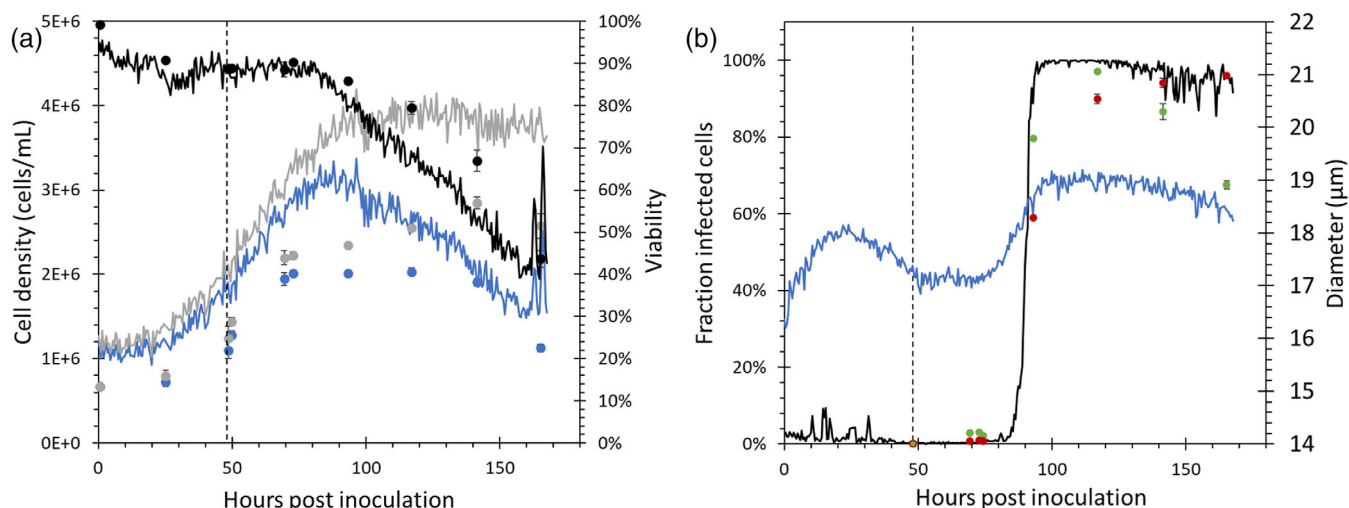 (a)
Cell density (cells/mL)
5E+6
4E+6
3E+6
2E+6
1E+6
0E+0
0
50
100
150
Hours post inoculation
100%
90%
80%
70%
60%
50%
40%
30%
20%
10%
0%
Viability
(b)
Fraction infected cells
100%
80%
60%
40%
20%
0%
0
50
100
150
Hours post inoculation
22
21
20
19
18
17
16
15
14
Diameter (µm)